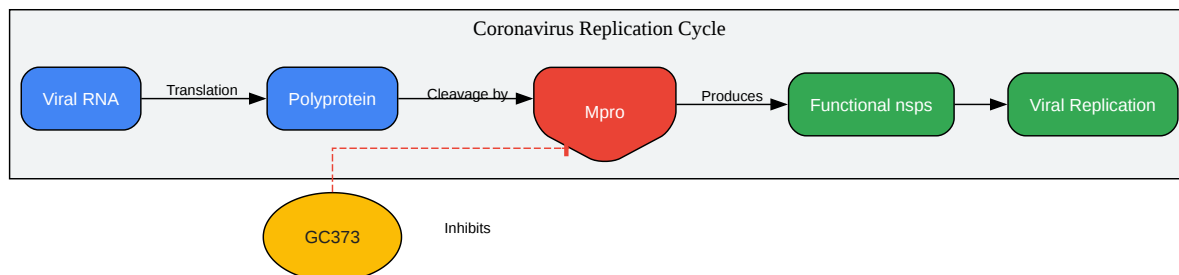 Coronavirus Replication Cycle
Viral RNA
Translation
Polyprotein
Cleavage by
Mpro
Produces
Functional nsps
Viral Replication
GC373
Inhibits